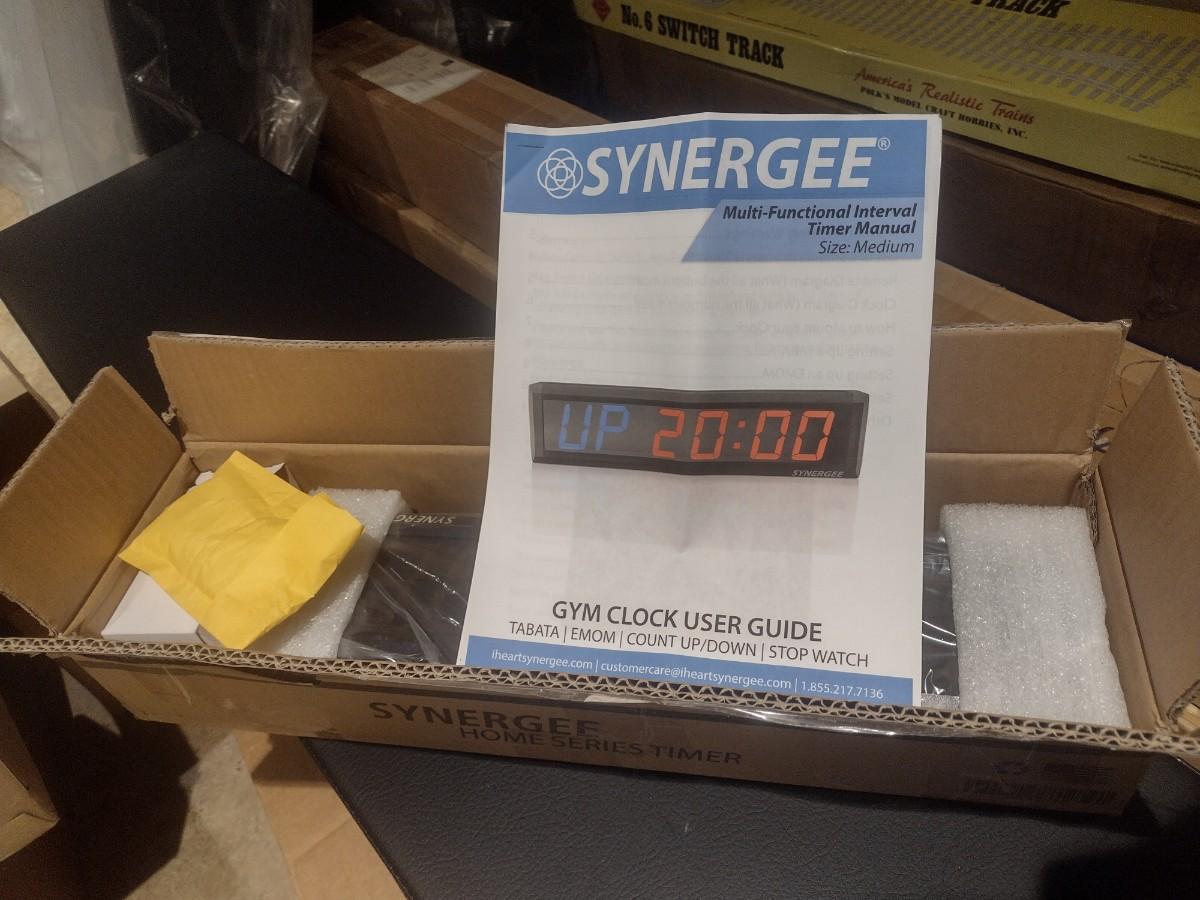 TRACK
No. 6 SWITCH TRACK
America's Realistic Trains
POLK'S MODEL CRAFT HOBBIES, INC.
SYNERGEE®
Multi-Functional Interval
Timer Manual
Size: Medium
UP 20:00
SYNERGEE
SYNERGEE
GYM CLOCK USER GUIDE
TABATA | EMOM | COUNT UP/DOWN | STOP WATCH
iheartsynergee.com | customercare@iheartsynergee.com | 1.855.217.7136
SYNERGEE
HOME SERIES TIMER